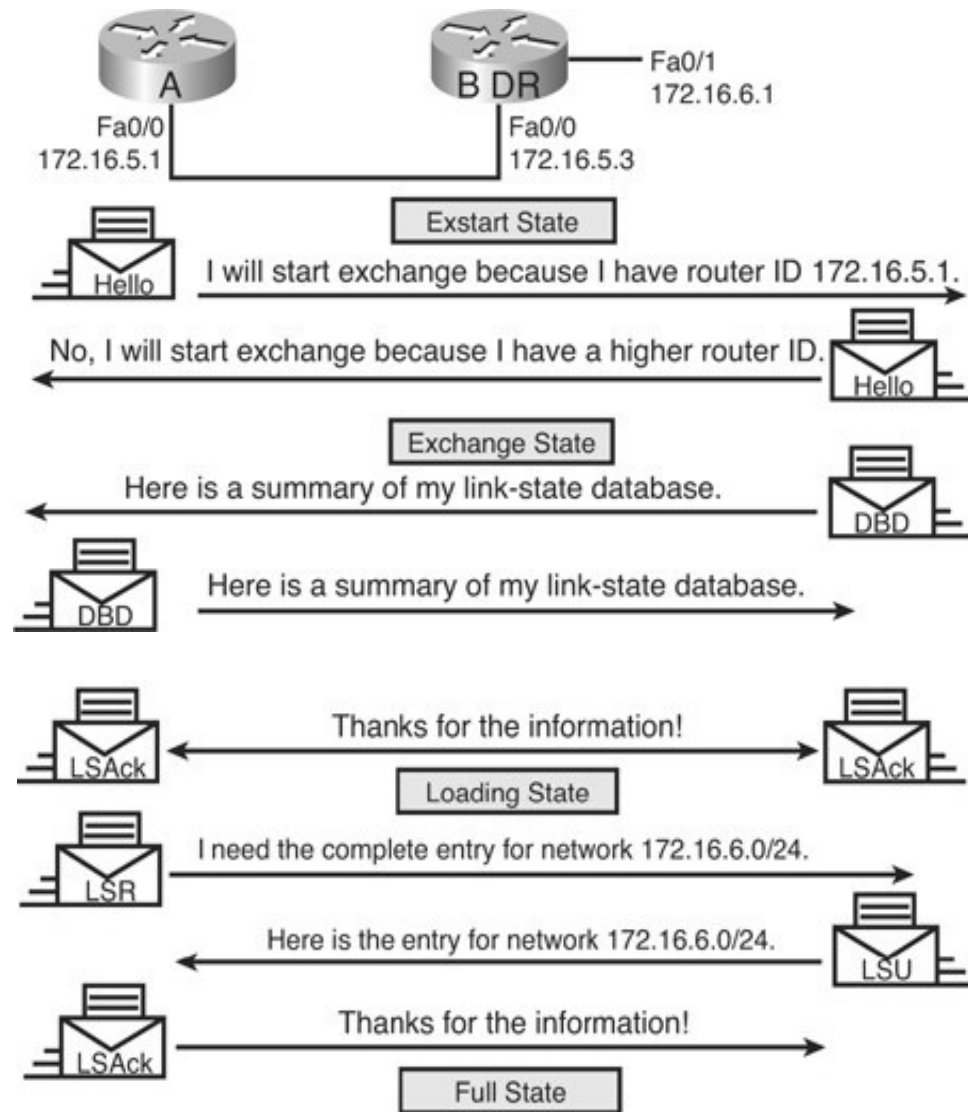 A
B DR
Fa0/1
172.16.6.1
Fa0/0
172.16.5.1
Fa0/0
172.16.5.3
Exstart State
Hello
I will start exchange because I have router ID 172.16.5.1.
No, I will start exchange because I have a higher router ID.
Hello
Exchange State
Here is a summary of my link-state database.
DBD
DBD
Here is a summary of my link-state database.
LSAck
Thanks for the information!
LSAck
Loading State
LSR
I need the complete entry for network 172.16.6.0/24.
Here is the entry for network 172.16.6.0/24.
LSU
LSAck
Thanks for the information!
Full State